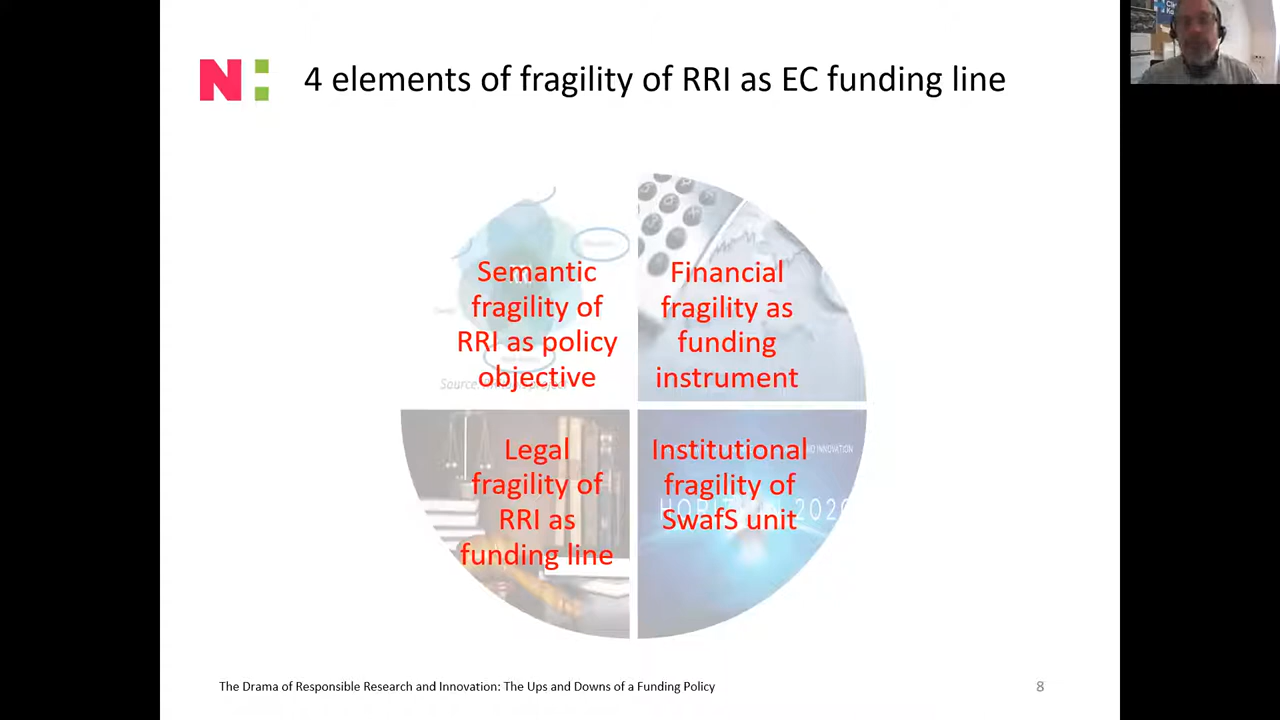 N:
4 elements of fragility of RRI as EC funding line
Semantic
fragility of
RRI as policy
objective
Financial
fragility as
funding
instrument
Legal
fragility of
RRI as
funding line
Institutional
fragility of
SwafS unit
The Drama of Responsible Research and Innovation: The Ups and Downs of a Funding Policy
8